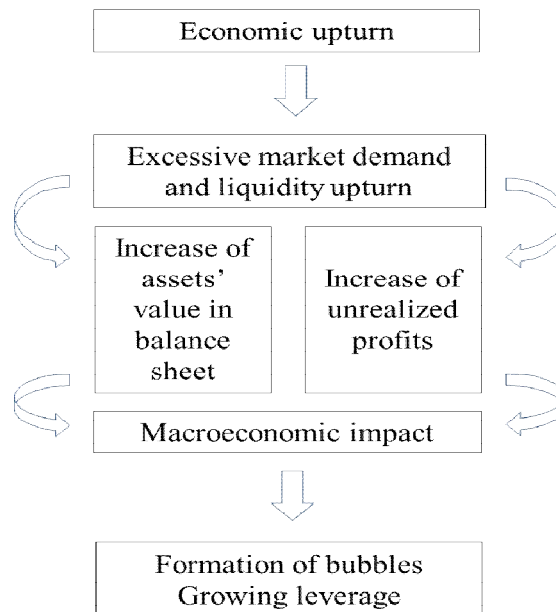 Economic upturn
Excessive market demand
and liquidity upturn
Increase of
assets'
value in
balance
sheet
Increase of
unrealized
profits
Macroeconomic impact
Formation of bubbles
Growing leverage